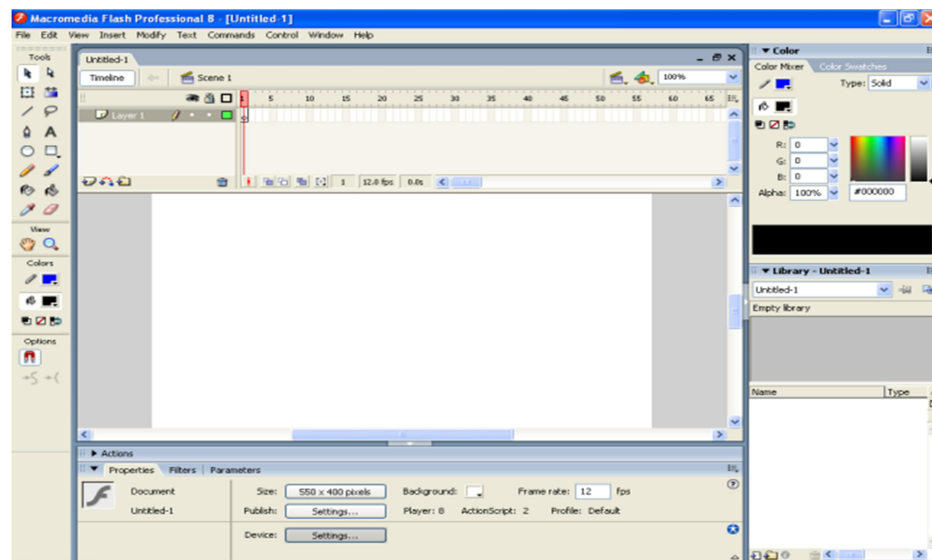 Macromedia Flash Professional 8 - [Untitled-1]
File Edit View Insert Modify Text Commands Control Window Help
Tools
View
Colors
Options
Untitled-1
Timeline Scene 1 100%
1 5 10 15 20 25 30 35 40 45 50 55 60 65
Layer 1
1 12.0 fps 0.0s
Actions
Properties Filters Parameters
Document Size: 550 x 400 pixels Background: Frame rate: 12 fps
Untitled-1 Publish: Settings... Player: 8 ActionScript: 2 Profile: Default
Device: Settings...
Color
Color Mixer Color Swatches
Type: Solid
R: 0
G: 0
B: 0
Alpha: 100% #000000
Library - Untitled-1
Untitled-1
Empty library
Name Type